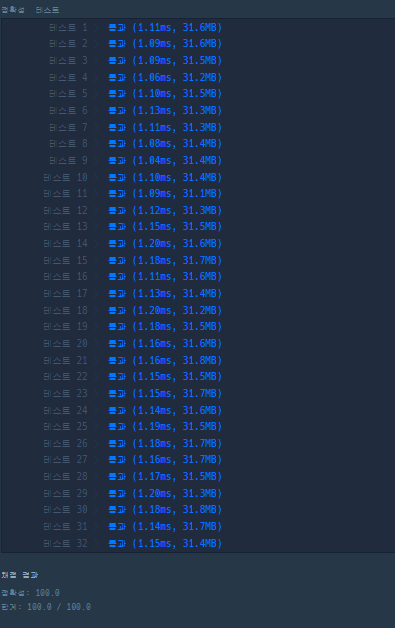 정확성 테스트
테스트 1 통과 (1.11ms, 31.6MB)
테스트 2 통과 (1.09ms, 31.6MB)
테스트 3 통과 (1.09ms, 31.5MB)
테스트 4 통과 (1.06ms, 31.2MB)
테스트 5 통과 (1.10ms, 31.5MB)
테스트 6 통과 (1.13ms, 31.3MB)
테스트 7 통과 (1.11ms, 31.3MB)
테스트 8 통과 (1.08ms, 31.4MB)
테스트 9 통과 (1.04ms, 31.4MB)
테스트 10 통과 (1.10ms, 31.4MB)
테스트 11 통과 (1.09ms, 31.1MB)
테스트 12 통과 (1.12ms, 31.3MB)
테스트 13 통과 (1.15ms, 31.5MB)
테스트 14 통과 (1.20ms, 31.6MB)
테스트 15 통과 (1.18ms, 31.7MB)
테스트 16 통과 (1.11ms, 31.6MB)
테스트 17 통과 (1.13ms, 31.4MB)
테스트 18 통과 (1.20ms, 31.2MB)
테스트 19 통과 (1.18ms, 31.5MB)
테스트 20 통과 (1.16ms, 31.6MB)
테스트 21 통과 (1.16ms, 31.8MB)
테스트 22 통과 (1.15ms, 31.5MB)
테스트 23 통과 (1.15ms, 31.7MB)
테스트 24 통과 (1.14ms, 31.6MB)
테스트 25 통과 (1.19ms, 31.5MB)
테스트 26 통과 (1.18ms, 31.7MB)
테스트 27 통과 (1.16ms, 31.7MB)
테스트 28 통과 (1.17ms, 31.5MB)
테스트 29 통과 (1.20ms, 31.3MB)
테스트 30 통과 (1.18ms, 31.8MB)
테스트 31 통과 (1.14ms, 31.7MB)
테스트 32 통과 (1.15ms, 31.4MB)
채점 결과
정확성: 100.0
합계: 100.0 / 100.0